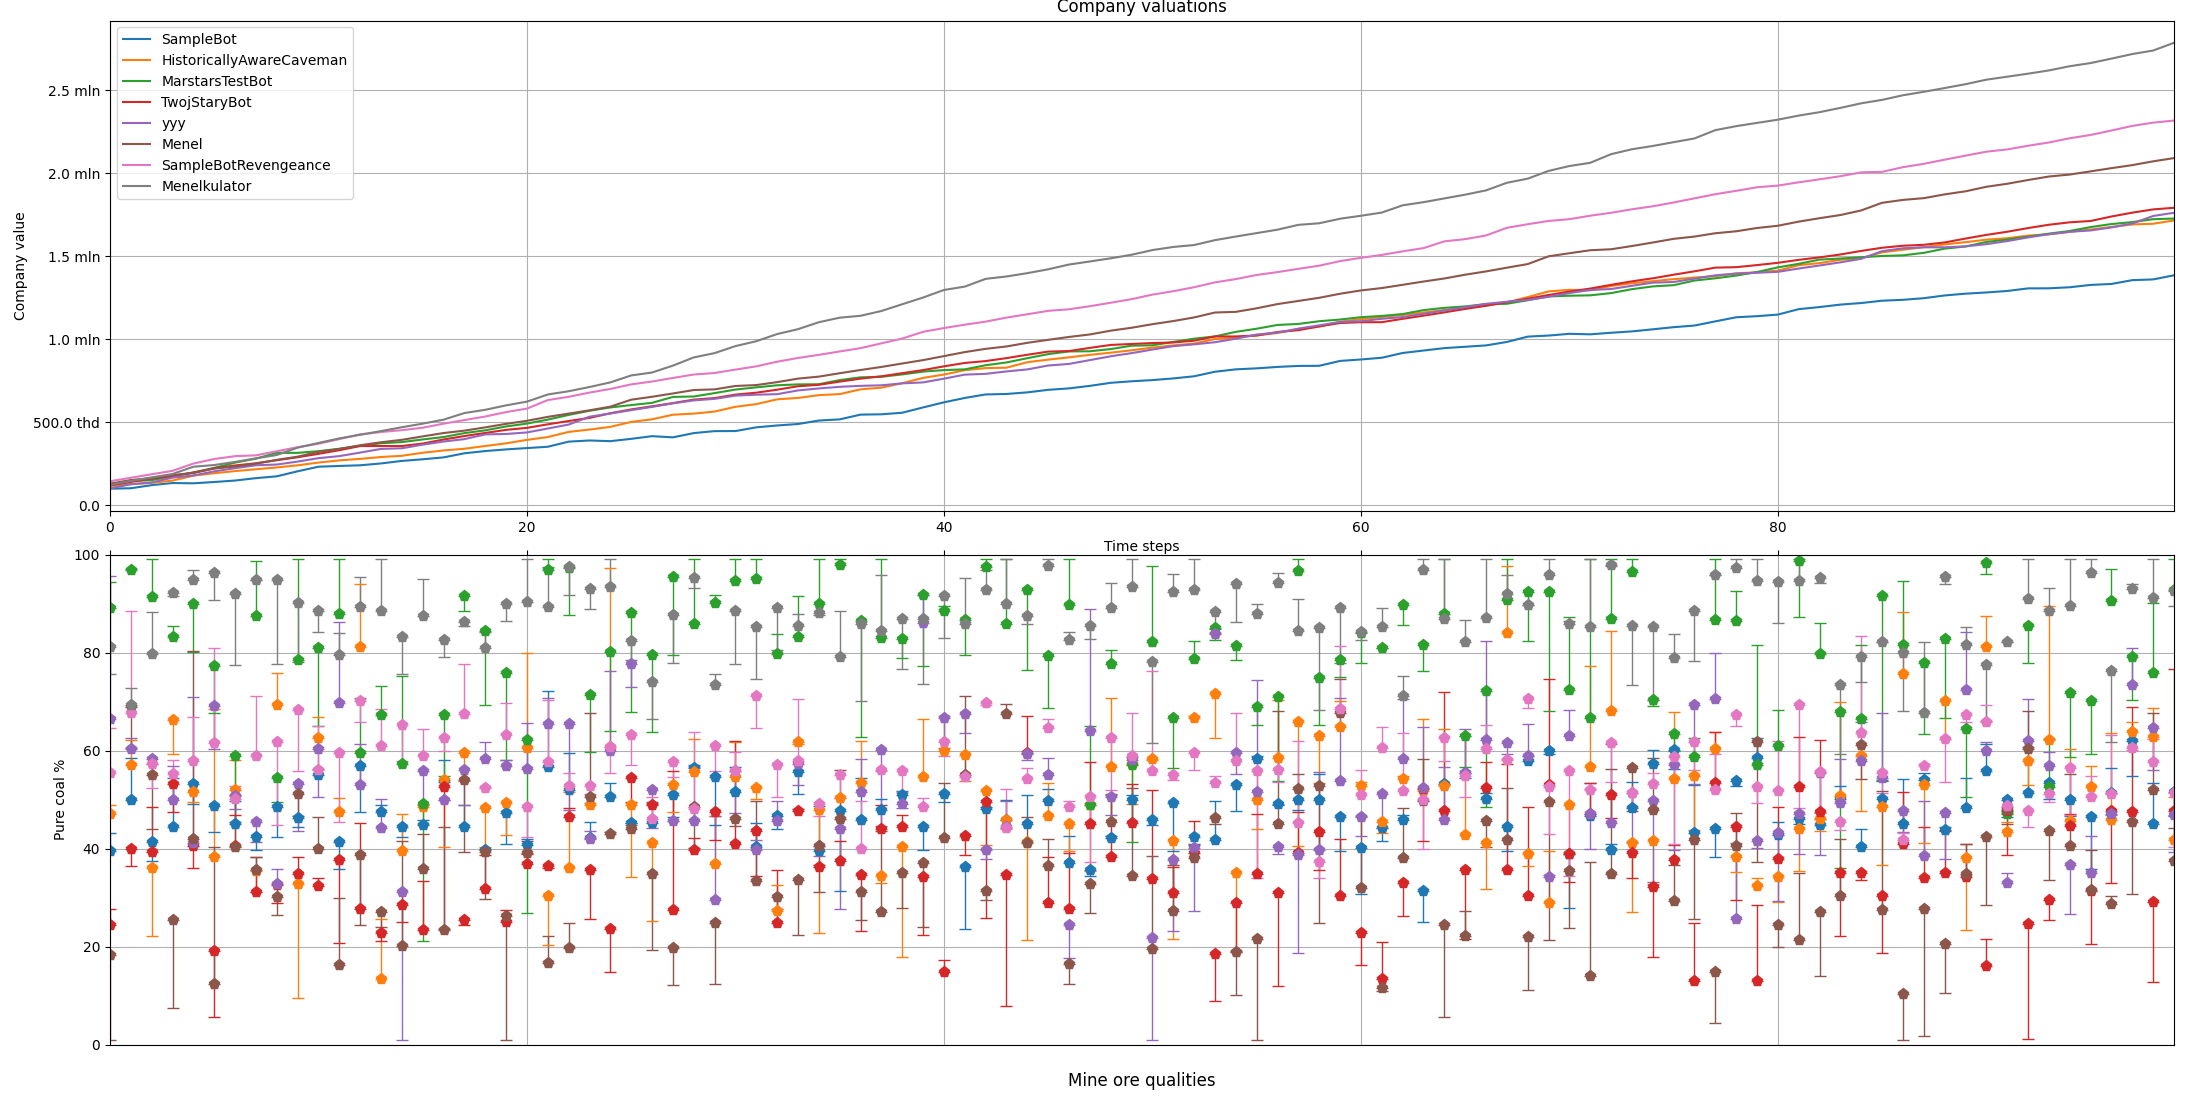 Company valuations
SampleBot
HistoricallyAwareCaveman
MarstarsTestBot
TwojStaryBot
yyy
Menel
SampleBotRevengeance
Menelkulator
Company value
2.5 mln
2.0 mln
1.5 mln
1.0 mln
500.0 thd
0.0
0 20 40 60 80
Time steps
Pure coal %
100
80
60
40
20
0
Mine ore qualities